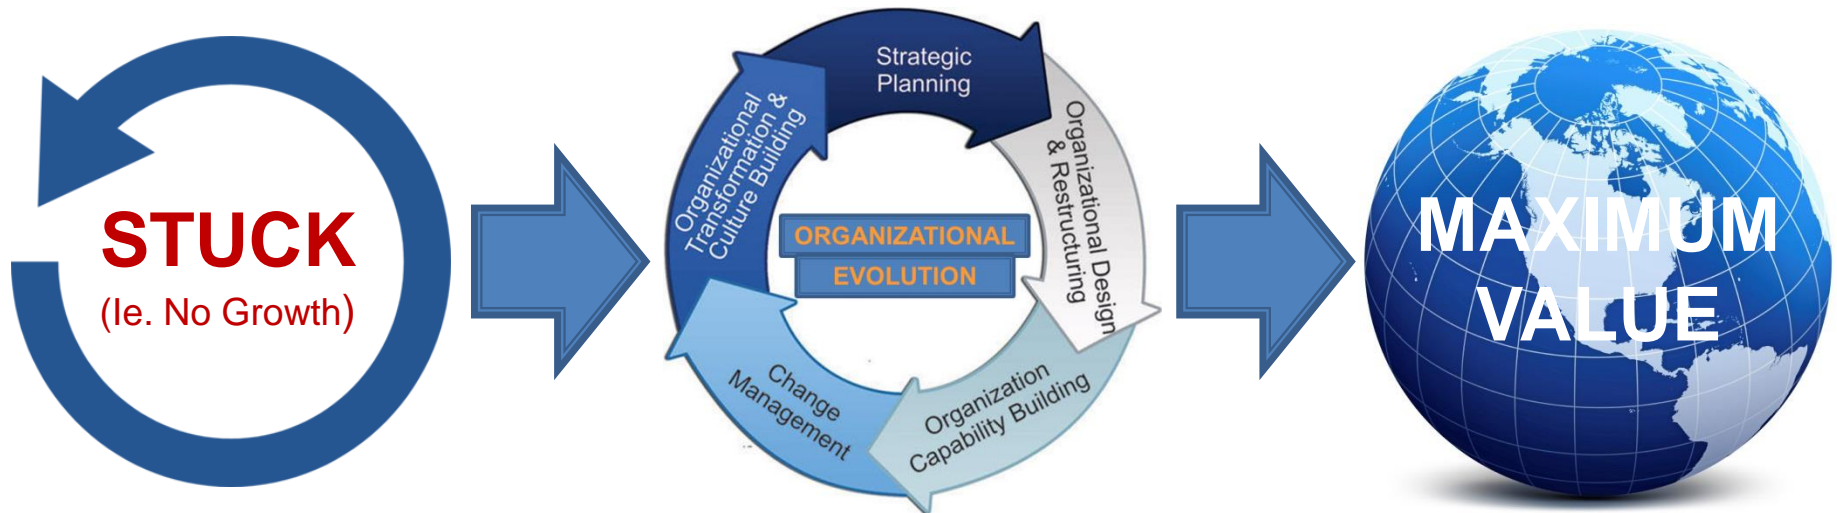 STUCK
(Ie. No Growth)
Strategic
Planning
Organizational Design
& Restructuring
Organization
Capability Building
Change
Management
Organizational
Transformation &
Culture Building
ORGANIZATIONAL
EVOLUTION
MAXIMUM
VALUE